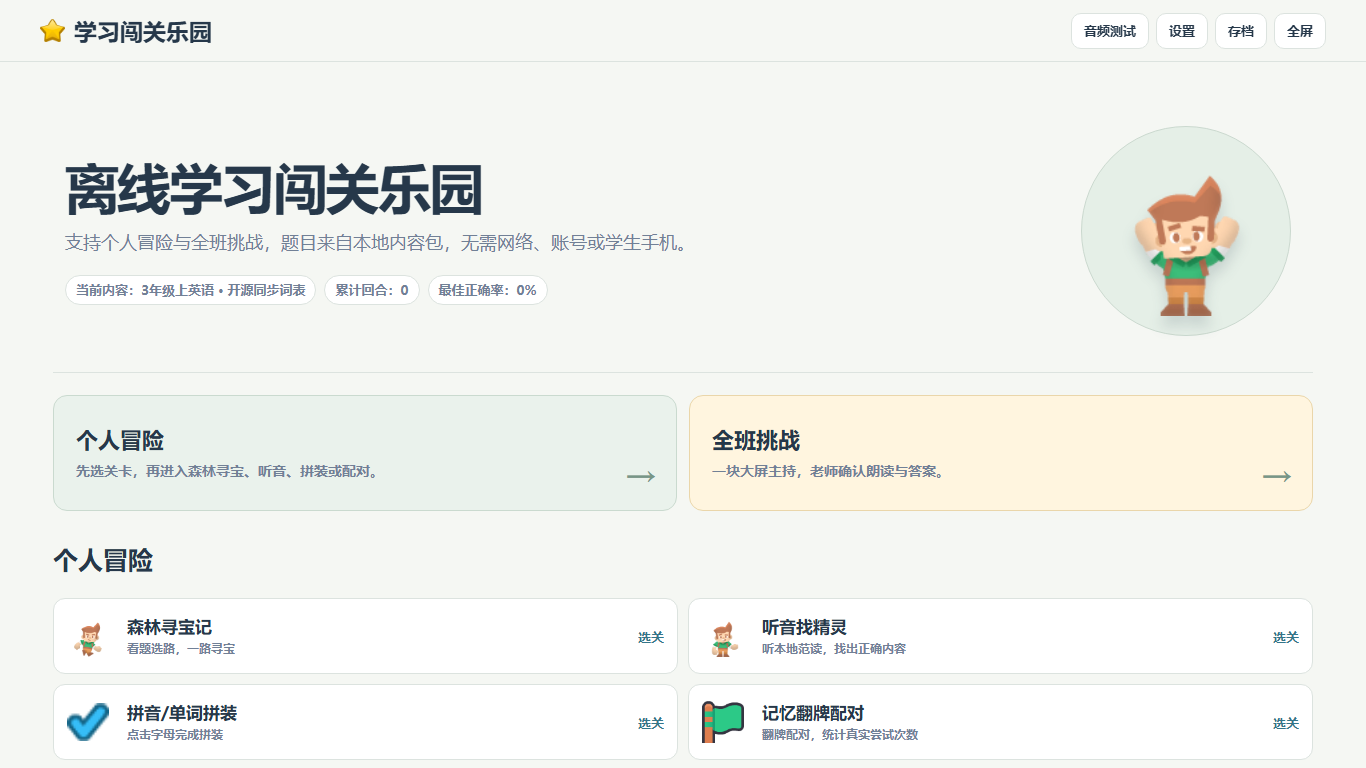 学习闯关乐园
音频测试
设置
存档
全屏
离线学习闯关乐园
支持个人冒险与全班挑战，题目来自本地内容包，无需网络、账号或学生手机。
当前内容：3年级上英语 • 开源同步词表
累计回合：0
最佳正确率：0%
个人冒险
先选关卡，再进入森林寻宝、听音、拼装或配对。
→
全班挑战
一块大屏主持，老师确认朗读与答案。
→
个人冒险
森林寻宝记
看题选路，一路寻宝
选关
听音找精灵
听本地范读，找出正确内容
选关
拼音/单词拼装
点击字母完成拼装
选关
记忆翻牌配对
翻牌配对，统计真实尝试次数
选关